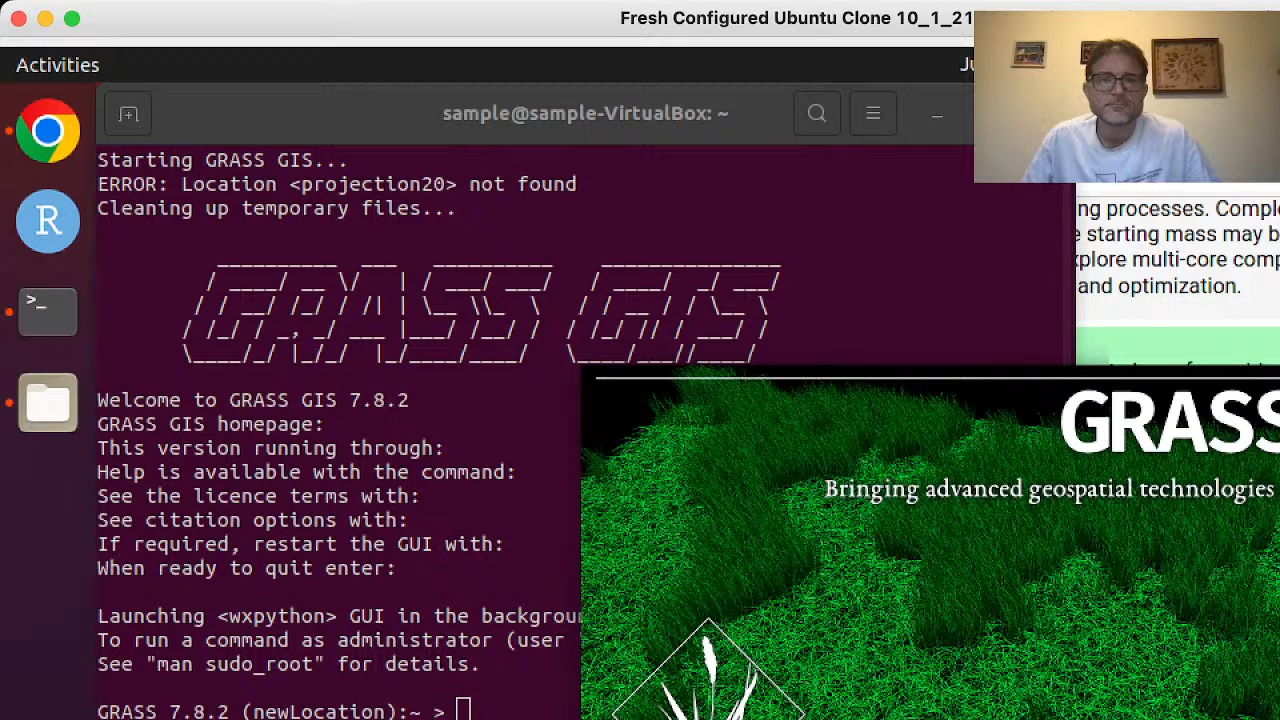 Fresh Configured Ubuntu Clone 10_1_21
Activities
sample@sample-VirtualBox: ~
Starting GRASS GIS...
ERROR: Location <projection20> not found
Cleaning up temporary files...
GRASS GIS
Welcome to GRASS GIS 7.8.2
GRASS GIS homepage:
This version running through:
Help is available with the command:
See the licence terms with:
See citation options with:
If required, restart the GUI with:
When ready to quit enter:
Launching <wxpython> GUI in the
To run a command as administrator (user
See "man sudo_root" for details.
GRASS 7.8.2 (newLocation):~ >
R
>_
ng processes.
starting mass may
multi-core
and optimization.
GRASS
Bringing advanced geospatial technologies